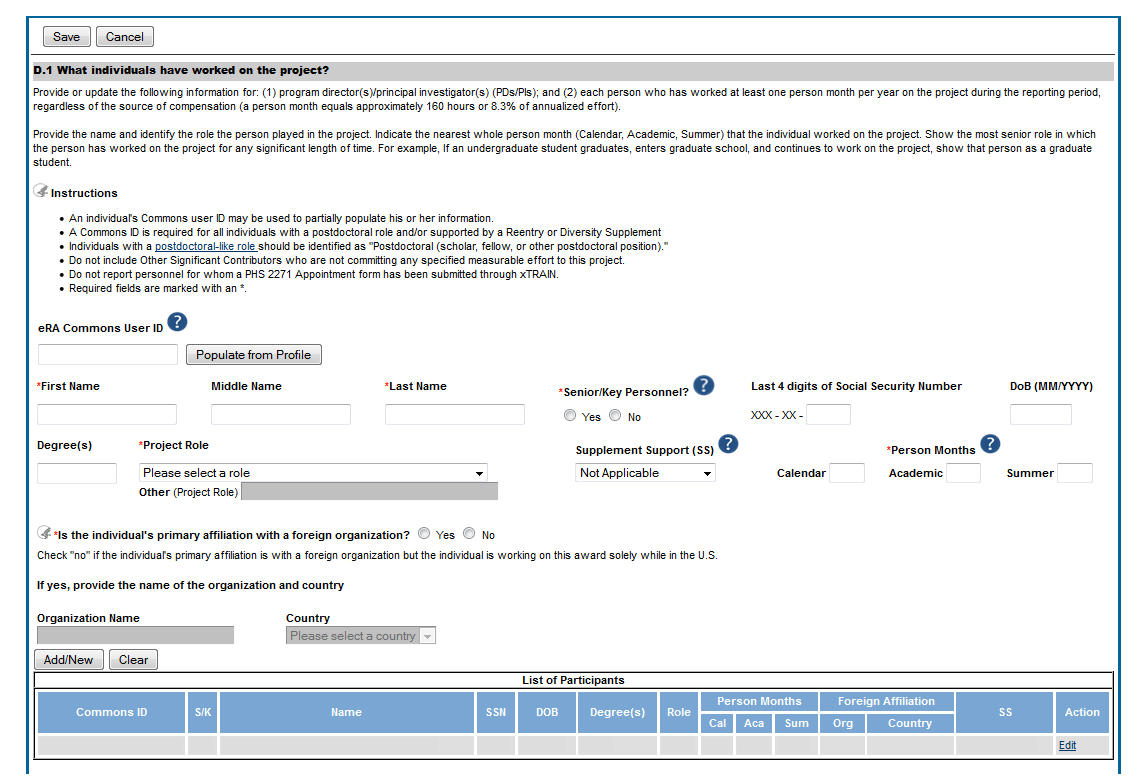 Save Cancel
D.1 What individuals have worked on the project?
Provide or update the following information for: (1) program director(s)/principal investigator(s) (PDs/PIs); and (2) each person who has worked at least one person month per year on the project during the reporting period,
regardless of the source of compensation (a person month equals approximately 160 hours or 8.3% of annualized effort).
Provide the name and identify the role the person played in the project. Indicate the nearest whole person month (Calendar, Academic, Summer) that the individual worked on the project. Show the most senior role in which
the person has worked on the project for any significant length of time. For example, If an undergraduate student graduates, enters graduate school, and continues to work on the project, show that person as a graduate
student.
Instructions
• An individual's Commons user ID may be used to partially populate his or her information.
• A Commons ID is required for all individuals with a postdoctoral role and/or supported by a Reentry or Diversity Supplement
• Individuals with a postdoctoral-like role should be identified as "Postdoctoral (scholar, fellow, or other postdoctoral position)."
• Do not include Other Significant Contributors who are not committing any specified measurable effort to this project.
• Do not report personnel for whom a PHS 2271 Appointment form has been submitted through xTRAIN.
• Required fields are marked with an *.
eRA Commons User ID ?
Populate from Profile
*First Name Middle Name *Last Name *Senior/Key Personnel? ? Last 4 digits of Social Security Number DoB (MM/YYYY)
Yes No XXX - XX -
Degree(s) *Project Role Supplement Support (SS) ? *Person Months ?
Please select a role Not Applicable Calendar Academic Summer
Other (Project Role)
*Is the individual's primary affiliation with a foreign organization? Yes No
Check "no" if the individual's primary affiliation is with a foreign organization but the individual is working on this award solely while in the U.S.
If yes, provide the name of the organization and country
Organization Name Country
Please select a country
Add/New Clear
List of Participants
Commons ID S/K Name SSN DOB Degree(s) Role Person Months Foreign Affiliation SS Action
Cal Aca Sum Org Country
Edit